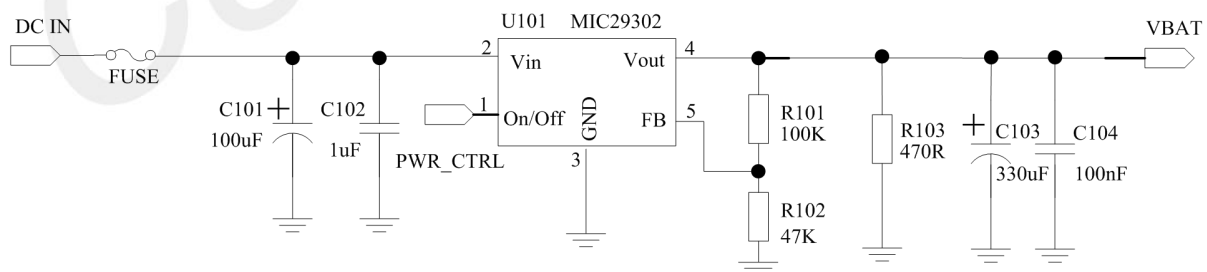 DC IN
FUSE
C101
100uF
C102
1uF
U101 MIC29302
2
Vin
1
On/Off
PWR_CTRL
GND
3
Vout
4
FB
5
R101
100K
R102
47K
R103
470R
C103
330uF
C104
100nF
VBAT